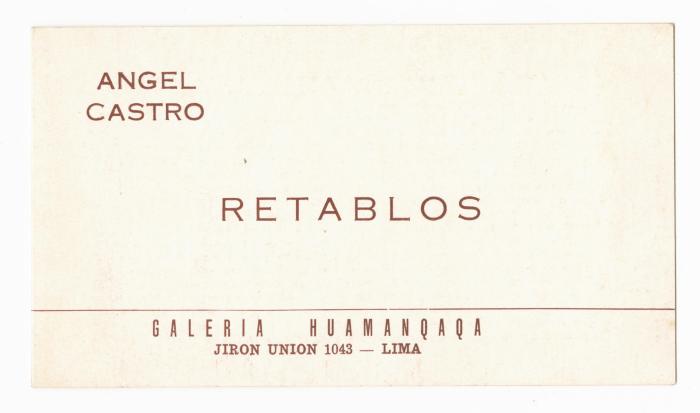 ANGEL
CASTRO
RETABLOS
GALERIA HUAMANQAQA
JIRON UNION 1043 — LIMA